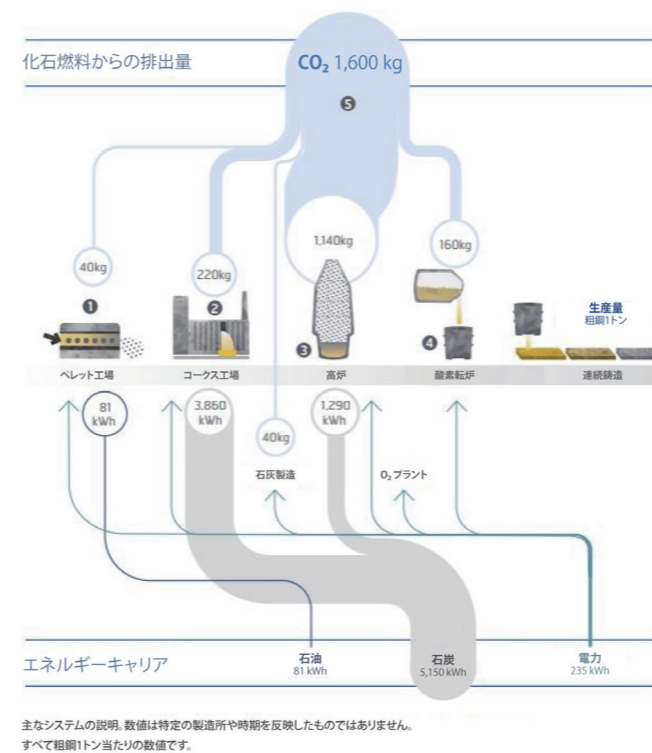 化石燃料からの排出量
CO₂ 1,600 kg
❺
1,140kg
160kg
40kg
220kg
❶
❷
❸
❹
生産量
粗鋼1トン
ペレット工場
コークス工場
高炉
酸素転炉
連続鋳造
81
kWh
3,860
kWh
40kg
1,290
kWh
石灰製造
O₂ プラント
エネルギーキャリア
石油
81 kWh
石炭
5,150 kWh
電力
235 kWh
主なシステムの説明。数値は特定の製造所や時期を反映したものではありません。
すべて粗鋼1トン当たりの数値です。